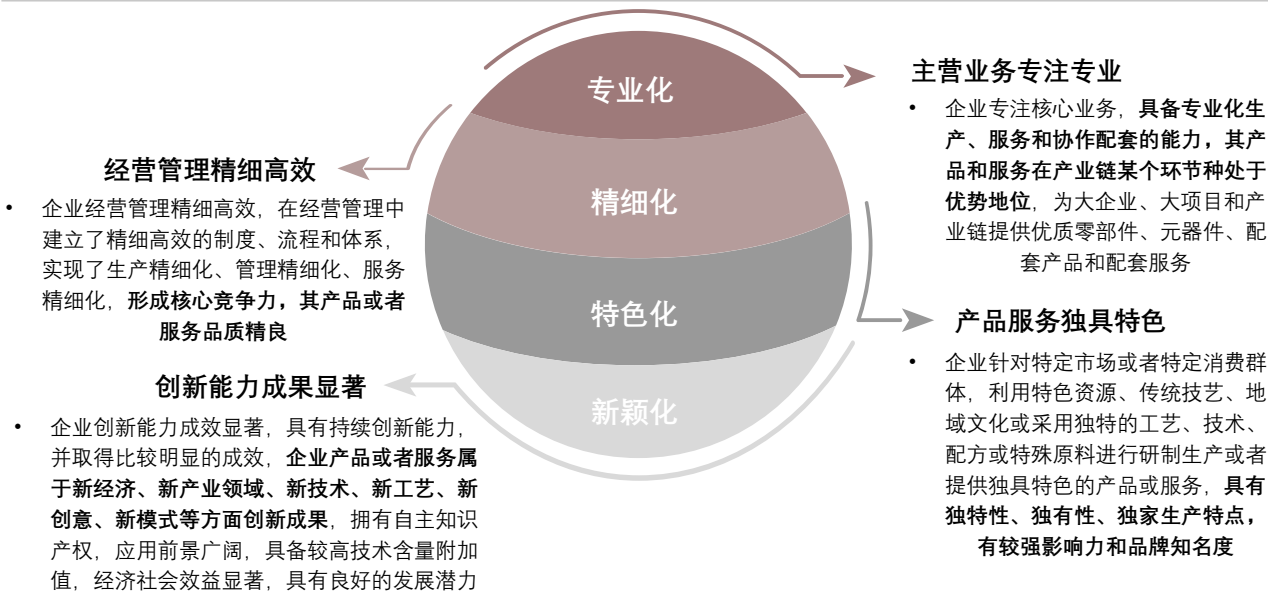 专业化
精细化
特色化
新颖化
主营业务专注专业
• 企业专注核心业务，具备专业化生
产、服务和协作配套的能力，其产
品和服务在产业链某个环节种处于
优势地位，为大企业、大项目和产
业链提供优质零部件、元器件、配
套产品和配套服务
经营管理精细高效
• 企业经营管理精细高效，在经营管理中
建立了精细高效的制度、流程和体系，
实现了生产精细化、管理精细化、服务
精细化，形成核心竞争力，其产品或者
服务品质精良
产品服务独具特色
• 企业针对特定市场或者特定消费群
体，利用特色资源、传统技艺、地
域文化或采用独特的工艺、技术、
配方或特殊原料进行研制生产或者
提供独具特色的产品或服务，具有
独特性、独有性、独家生产特点，
有较强影响力和品牌知名度
创新能力成果显著
• 企业创新能力成效显著，具有持续创新能力，
并取得比较明显的成效，企业产品或者服务属
于新经济、新产业领域、新技术、新工艺、新
创意、新模式等方面创新成果，拥有自主知识
产权，应用前景广阔，具备较高技术含量附加
值，经济社会效益显著，具有良好的发展潜力